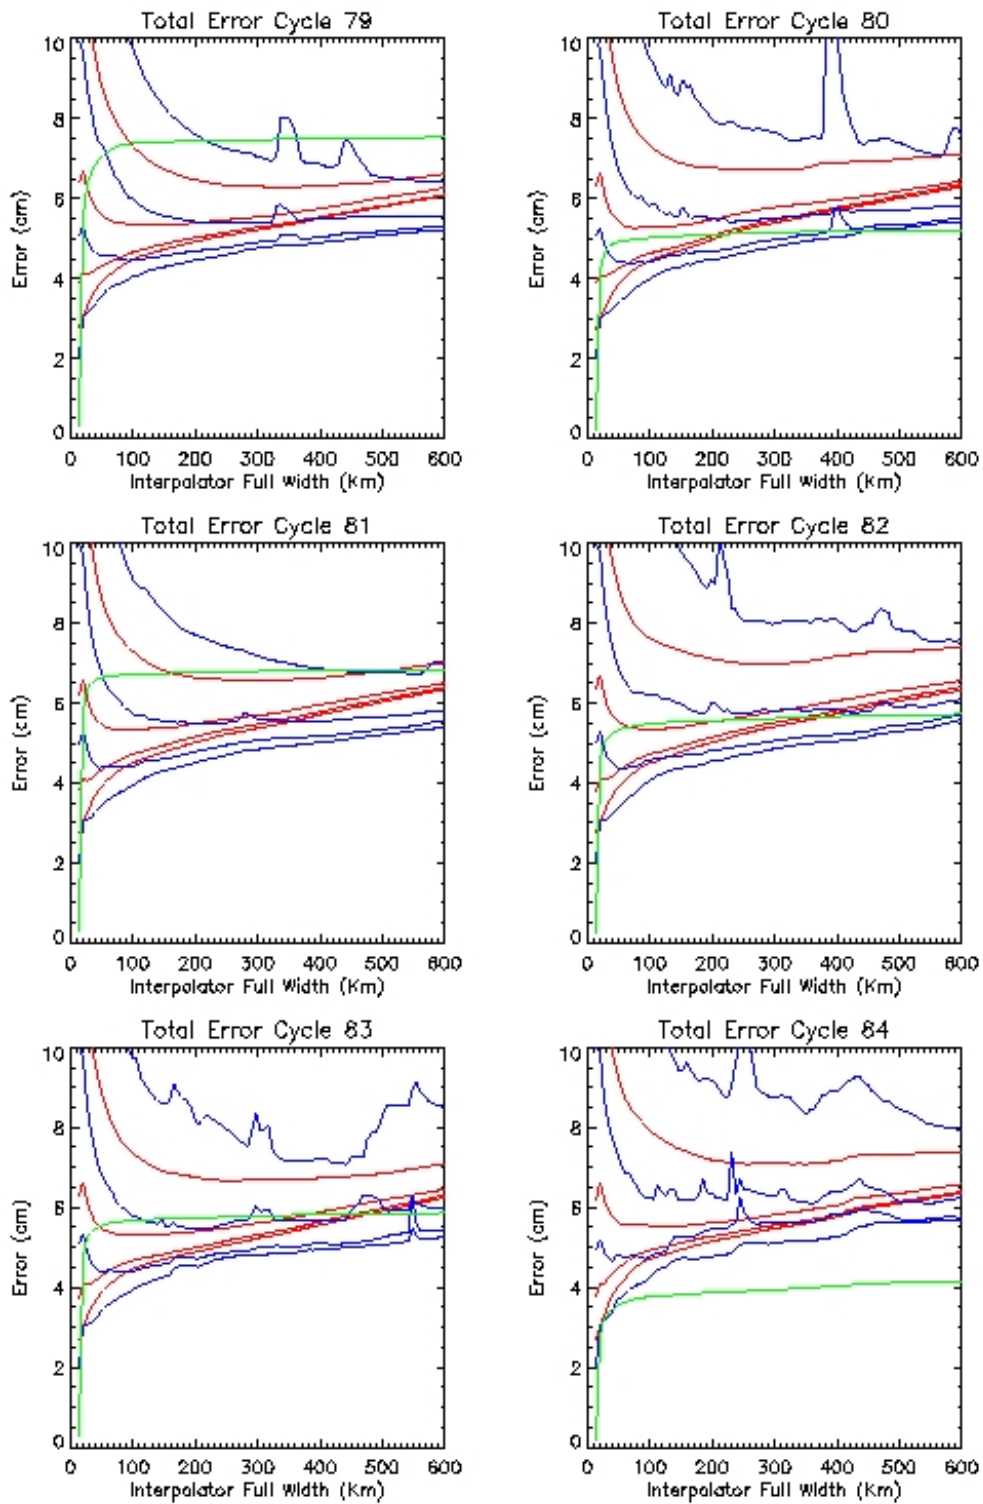 Total Error Cycle 79
10
8
6
4
2
0
Error (cm)
0 100 200 300 400 500 600
Interpolator Full Width (Km)
Total Error Cycle 80
10
8
6
4
2
0
Error (cm)
0 100 200 300 400 500 600
Interpolator Full Width (Km)
Total Error Cycle 81
10
8
6
4
2
0
Error (cm)
0 100 200 300 400 500 600
Interpolator Full Width (Km)
Total Error Cycle 82
10
8
6
4
2
0
Error (cm)
0 100 200 300 400 500 600
Interpolator Full Width (Km)
Total Error Cycle 83
10
8
6
4
2
0
Error (cm)
0 100 200 300 400 500 600
Interpolator Full Width (Km)
Total Error Cycle 84
10
8
6
4
2
0
Error (cm)
0 100 200 300 400 500 600
Interpolator Full Width (Km)